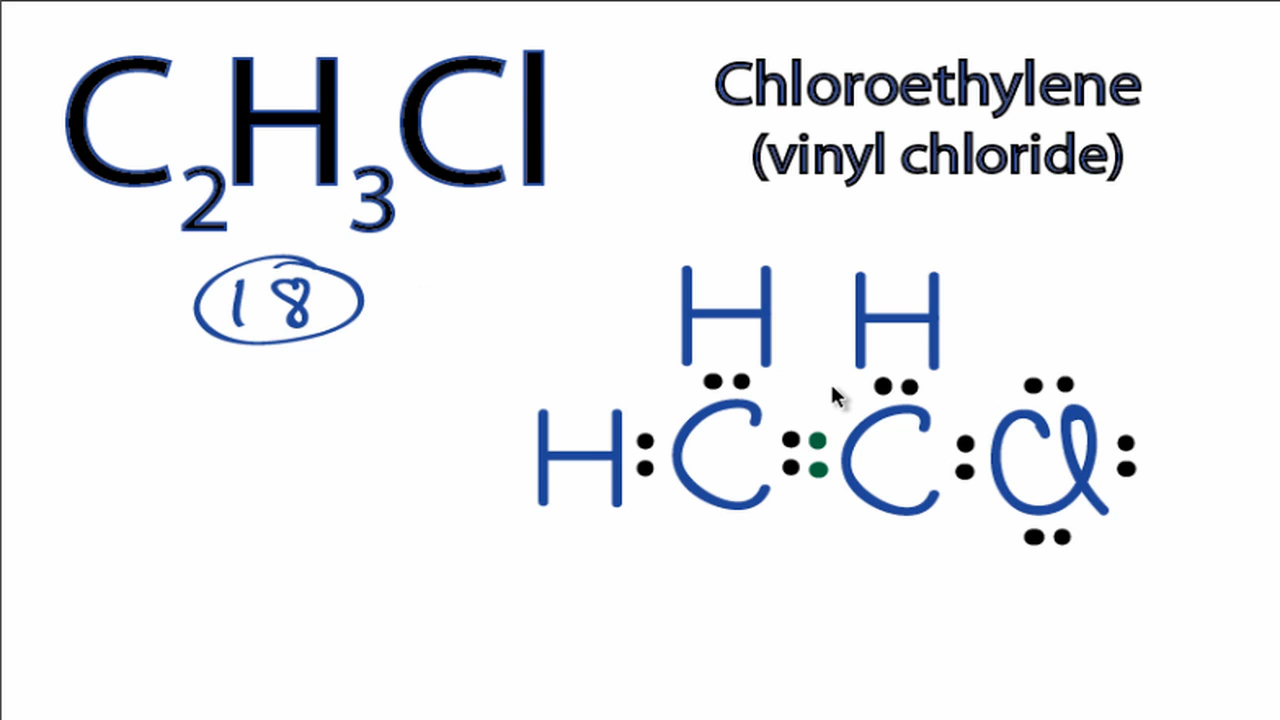 C₂H₃Cl
Chloroethylene
(vinyl chloride)
18
H H
H:C::C:Cl: